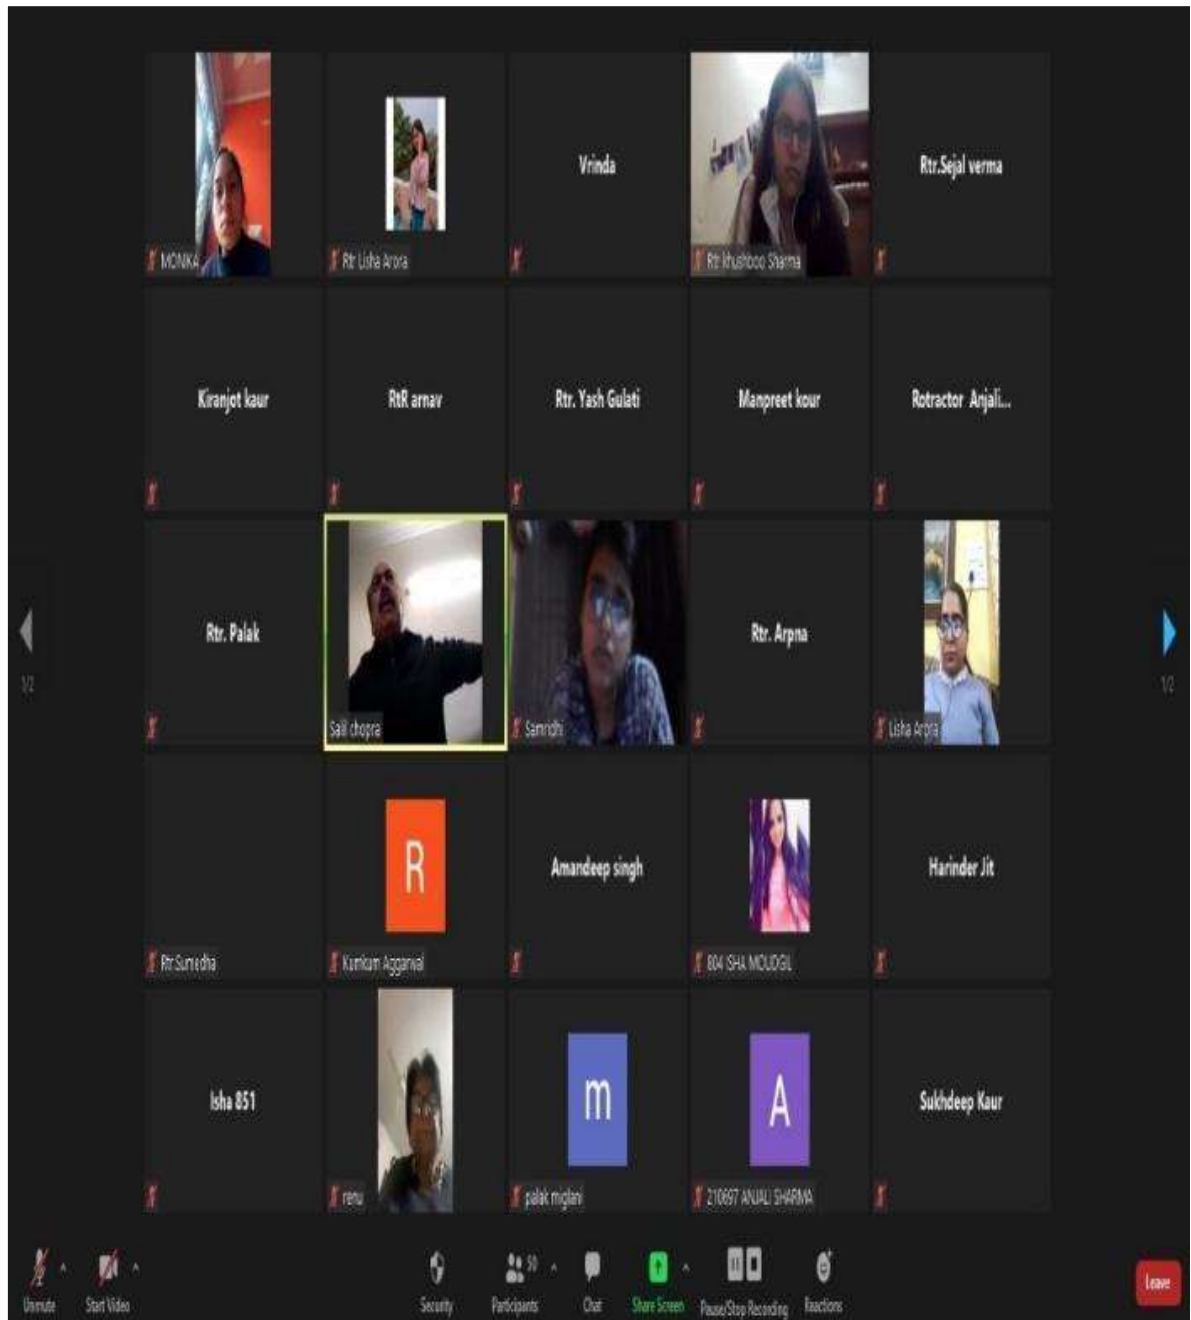 MONIKA
Rtr Lisha Arora
Vrinda
Rtr khushboo Sharma
Rtr.Sejal verma
Kiranjot kaur
RtR arnav
Rtr. Yash Gulati
Manpreet kour
Rotractor Anjali...
Rtr. Palak
Salil chopra
Samridhi
Rtr. Arpna
Lisha Arora
1/2
1/2
Rtr.Sumedha
R
Kumkum Aggarwal
Amandeep singh
804 ISHA MOUDGIL
Harinder Jit
Isha 851
renu
m
palak miglani
A
210697 ANJALI SHARMA
Sukhdeep Kaur
Unmute
Start Video
Security
50
Participants
Chat
Share Screen
Pause/Stop Recording
Reactions
Leave